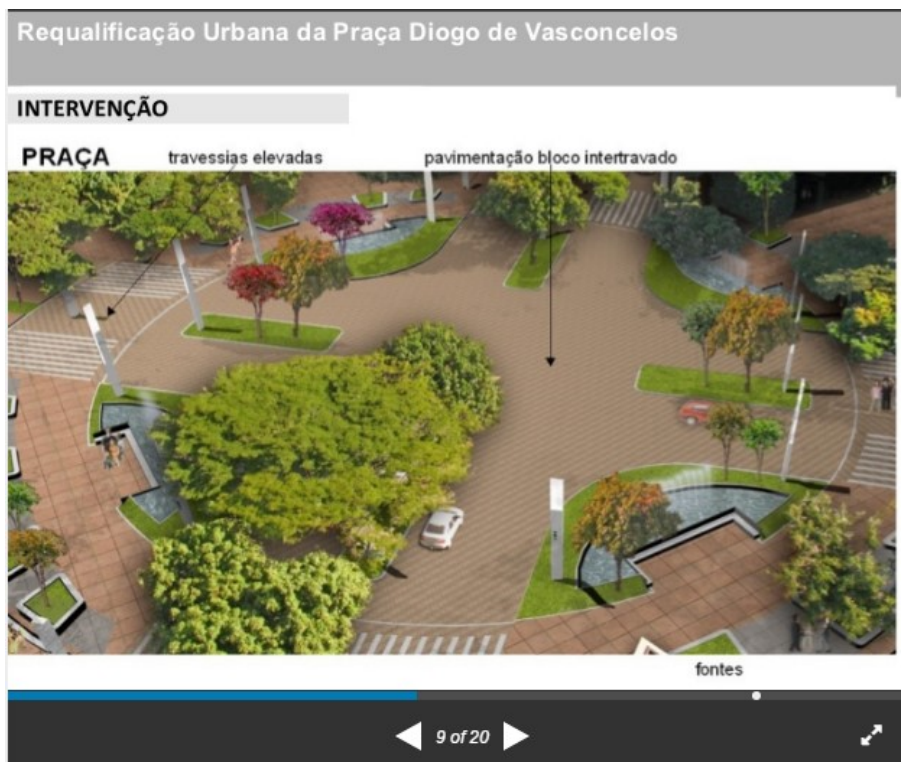 Requalificação Urbana da Praça Diogo de Vasconcelos
INTERVENÇÃO
PRAÇA
travessias elevadas
pavimentação bloco intertravado
fontes
9 of 20